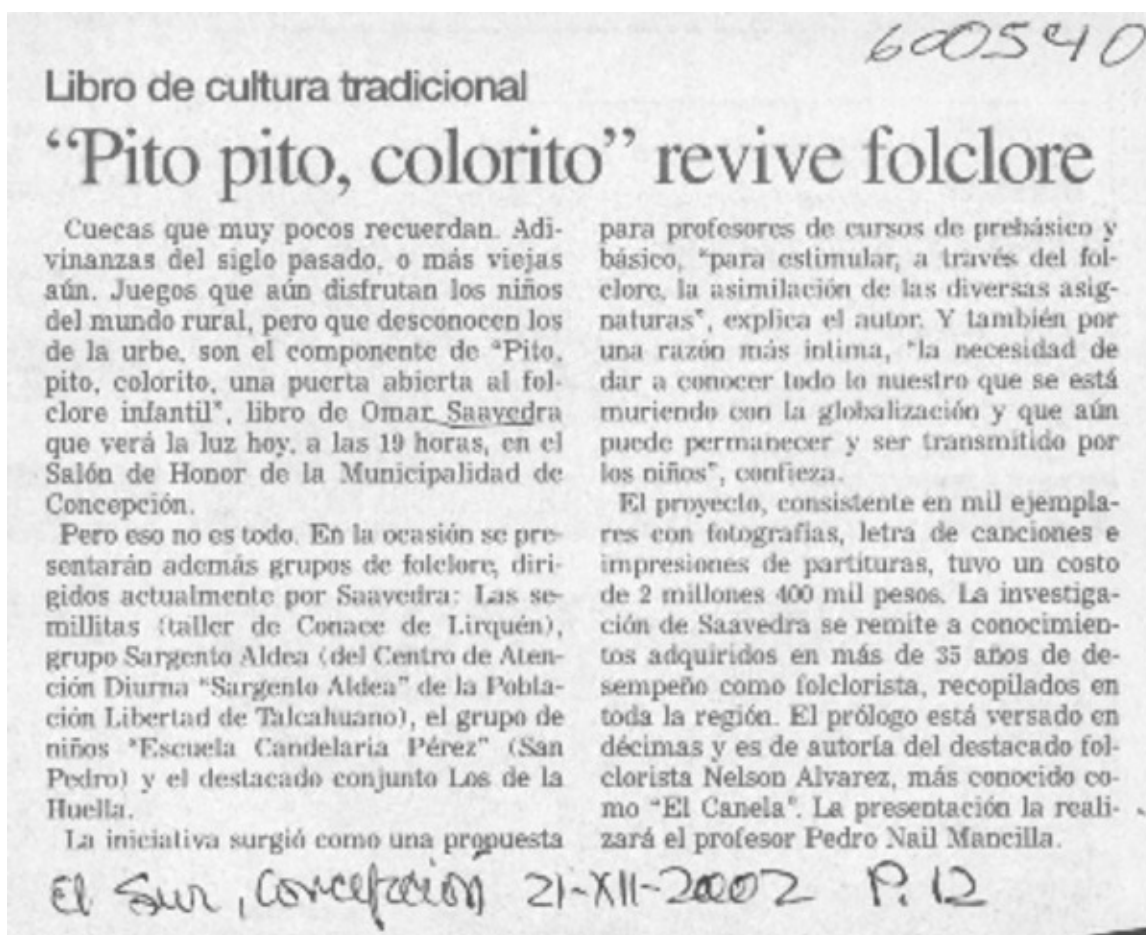 600540
Libro de cultura tradicional
“Pito pito, colorito” revive folclore
Cuecas que muy pocos recuerdan. Adi-
vinanzas del siglo pasado, o más viejas
aún. Juegos que aún disfrutan los niños
del mundo rural, pero que desconocen los
de la urbe, son el componente de "Pito,
pito, colorito, una puerta abierta al fol-
clore infantil", libro de Omar Saavedra
que verá la luz hoy, a las 19 horas, en el
Salón de Honor de la Municipalidad de
Concepción.
Pero eso no es todo. En la ocasión se pre-
sentarán además grupos de folclore, diri-
gidos actualmente por Saavedra: Las se-
millitas (taller de Conace de Lirquén),
grupo Sargento Aldea (del Centro de Aten-
ción Diurna "Sargento Aldea" de la Pobla-
ción Libertad de Talcahuano), el grupo de
niños "Escuela Candelaria Pérez" (San
Pedro) y el destacado conjunto Los de la
Huella.
La iniciativa surgió como una propuesta
para profesores de cursos de prebásico y
básico, "para estimular, a través del fol-
clore, la asimilación de las diversas asig-
naturas", explica el autor. Y también por
una razón más íntima, "la necesidad de
dar a conocer todo lo nuestro que se está
muriendo con la globalización y que aún
puede permanecer y ser transmitido por
los niños", confieza.
El proyecto, consistente en mil ejempla-
res con fotografías, letra de canciones e
impresiones de partituras, tuvo un costo
de 2 millones 400 mil pesos. La investiga-
ción de Saavedra se remite a conocimien-
tos adquiridos en más de 35 años de de-
sempeño como folclorista, recopilados en
toda la región. El prólogo está versado en
décimas y es de autoría del destacado fol-
clorista Nelson Alvarez, más conocido co-
mo "El Canela". La presentación la reali-
zará el profesor Pedro Nail Mancilla.
El Sur, Concepción 21-XII-2002 P. 12